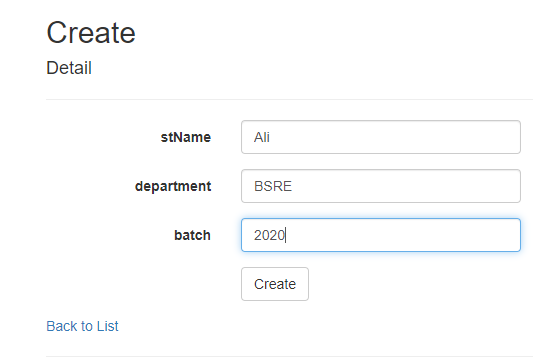 Create
Detail
stName Ali
department BSRE
batch 2020
Create
Back to List